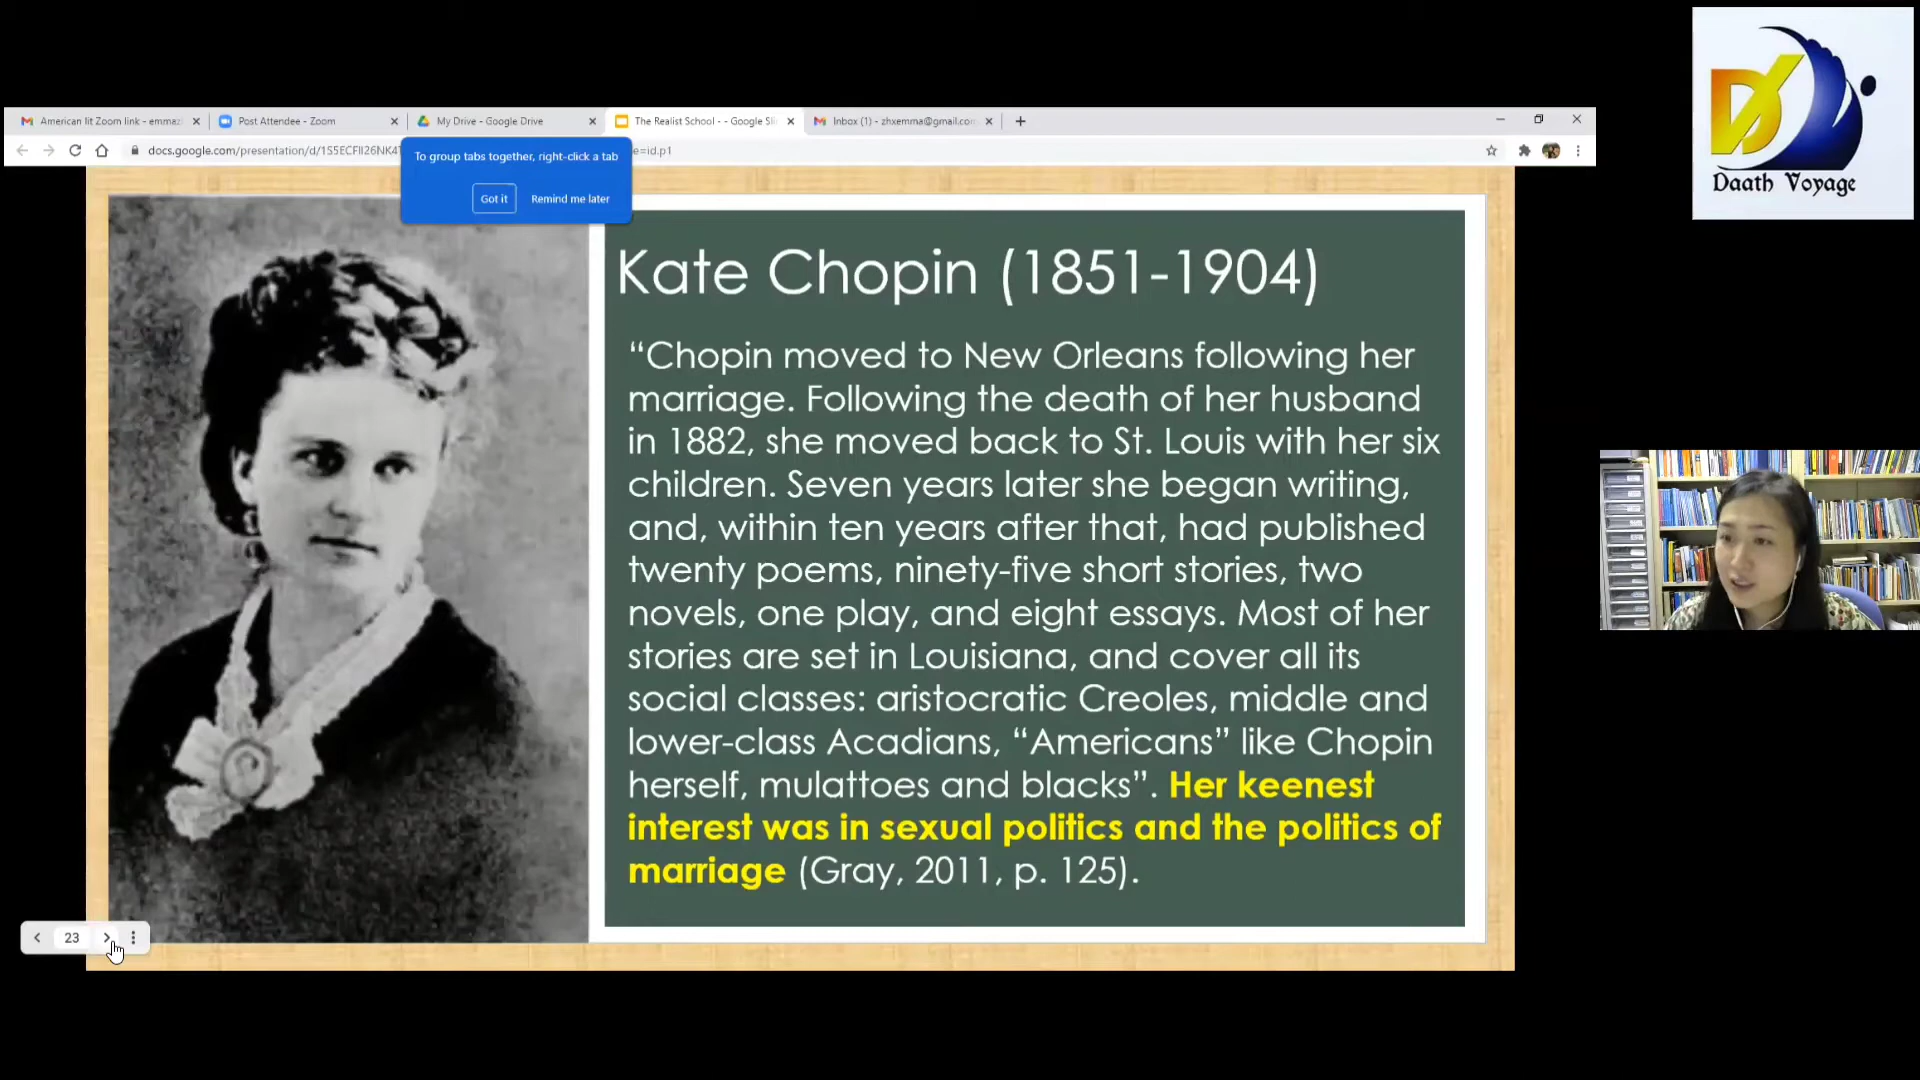 American lit Zoom link - emmaz
Post Attendee - Zoom
My Drive - Google Drive
The Realist School - - Google Sli
Inbox (1) - zhxemma@gmail.com
docs.google.com/presentation/d/
=id.p1
To group tabs together, right-click a tab
Got it
Remind me later
Daath Voyage
Kate Chopin (1851-1904)
“Chopin moved to New Orleans following her
marriage. Following the death of her husband
in 1882, she moved back to St. Louis with her six
children. Seven years later she began writing,
and, within ten years after that, had published
twenty poems, ninety-five short stories, two
novels, one play, and eight essays. Most of her
stories are set in Louisiana, and cover all its
social classes: aristocratic Creoles, middle and
lower-class Acadians, “Americans” like Chopin
herself, mulattoes and blacks”. Her keenest
interest was in sexual politics and the politics of
marriage (Gray, 2011, p. 125).
23